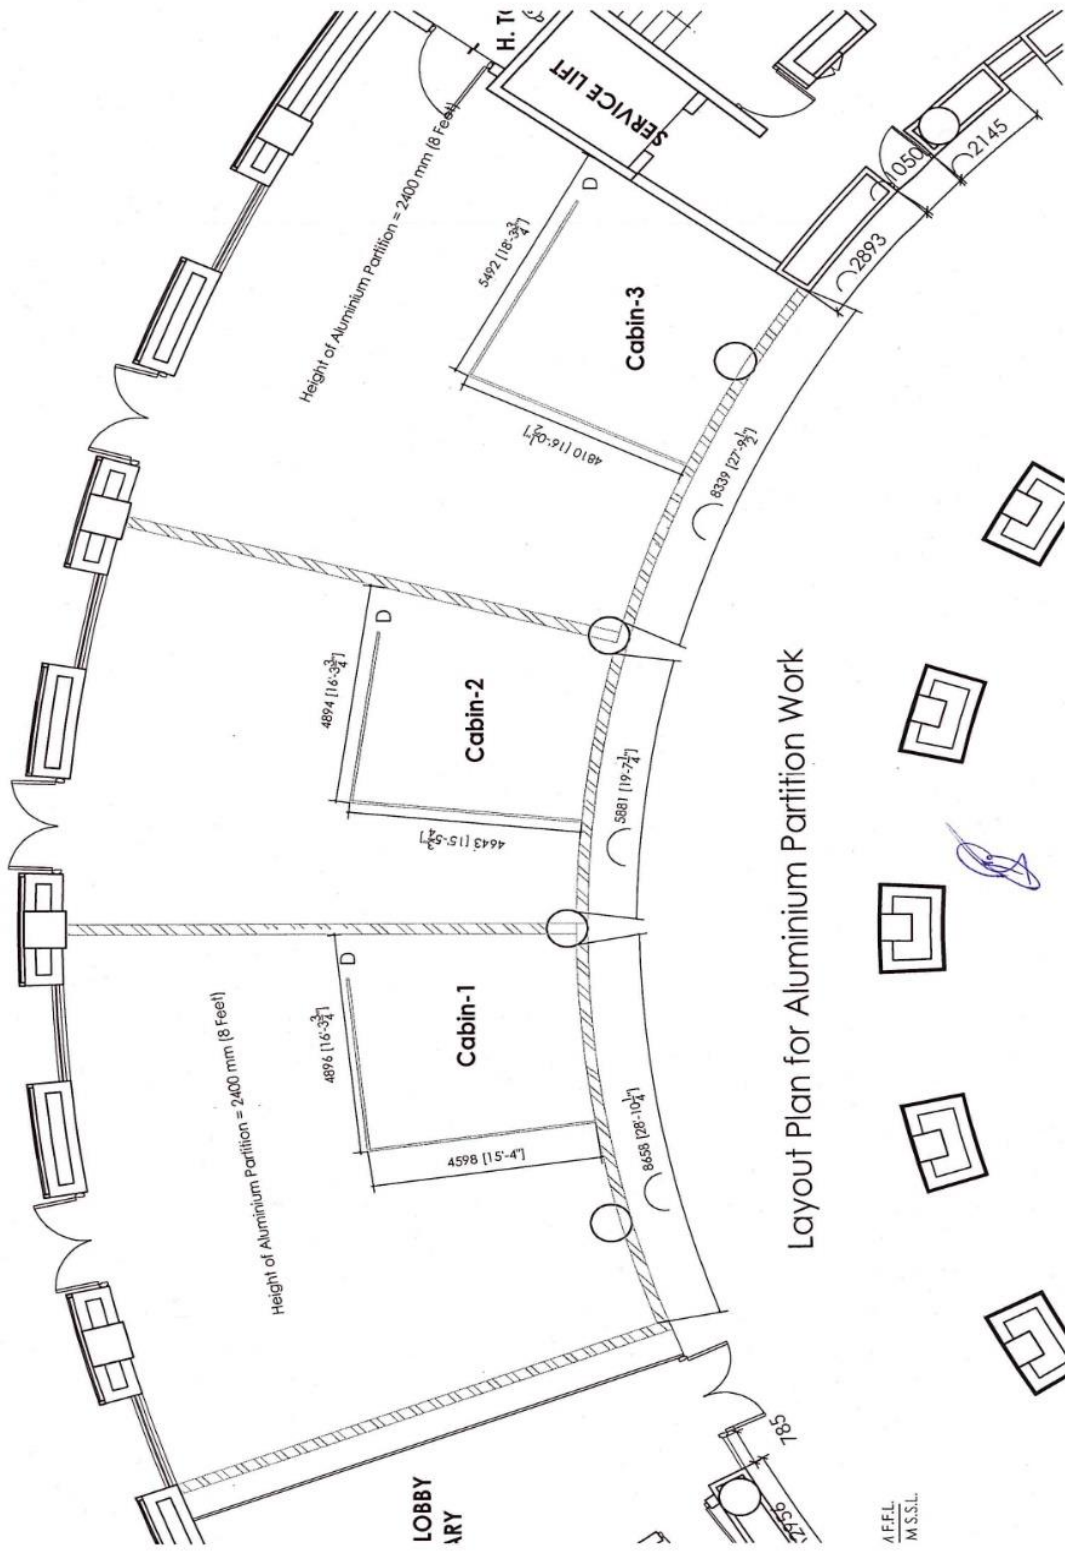 H. T
SERVICE LIFT
Height of Aluminium Partition = 2400 mm (8 Feet)
5492 [18'-3¾"]
D
Cabin-3
4810 [16'-0½"]
1050
2145
2893
8339 [27'-9½"]
4894 [16'-3¾"]
D
Cabin-2
4643 [15'-5¾"]
5881 [19'-7¼"]
4896 [16'-3¾"]
D
Cabin-1
4598 [15'-4"]
8658 [28'-10¼"]
Height of Aluminium Partition = 2400 mm (8 Feet)
Layout Plan for Aluminium Partition Work
LOBBY
ARY
785
2956
F.F.L.
M S.S.L.